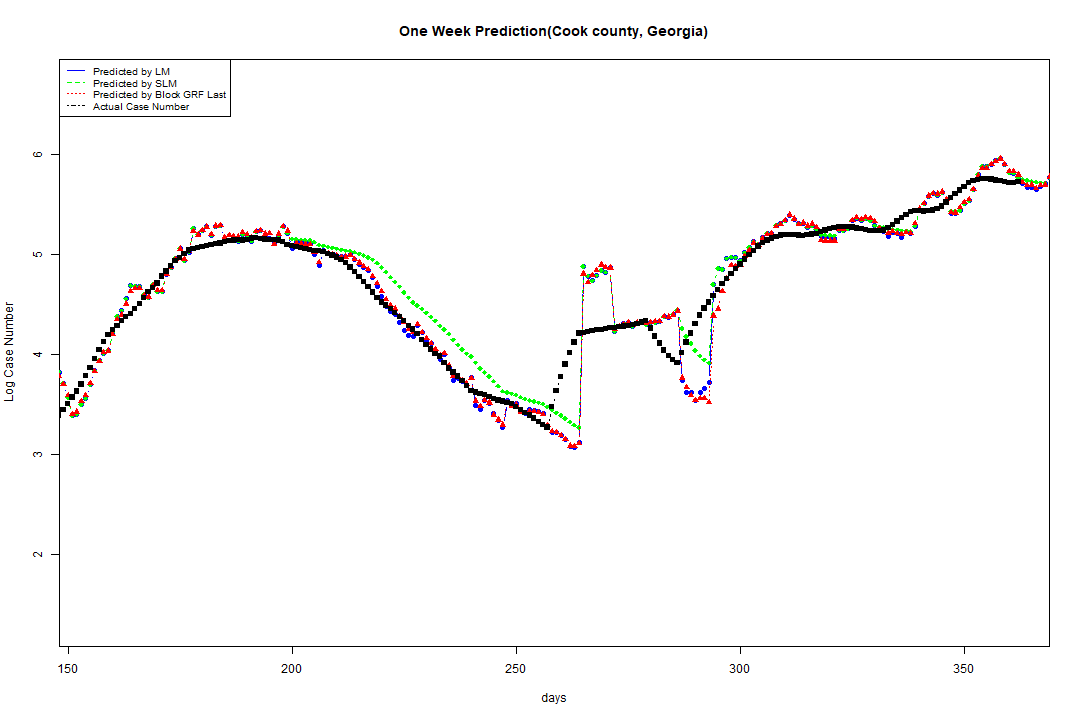 One Week Prediction(Cook county, Georgia)
Predicted by LM
Predicted by SLM
Predicted by Block GRF Last
Actual Case Number
6
5
4
3
2
Log Case Number
150 200 250 300 350
days